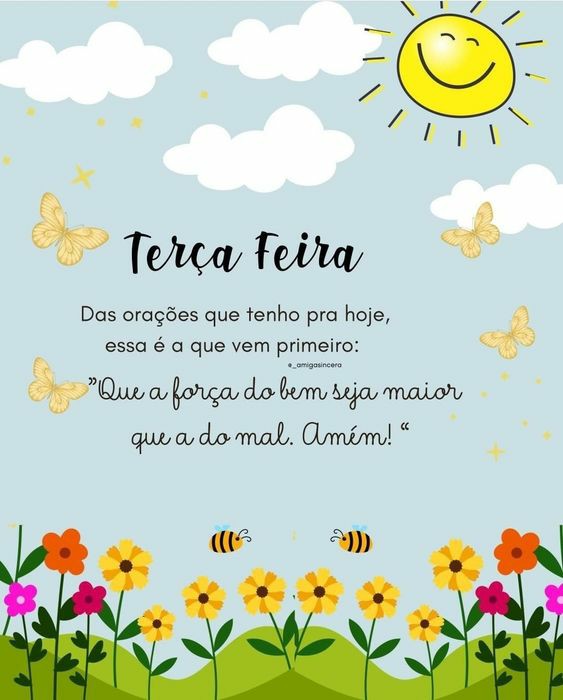 Terça Feira
Das orações que tenho pra hoje,
essa é a que vem primeiro:
e_amigasincera
”Que a força do bem seja maior
que a do mal. Amém! “